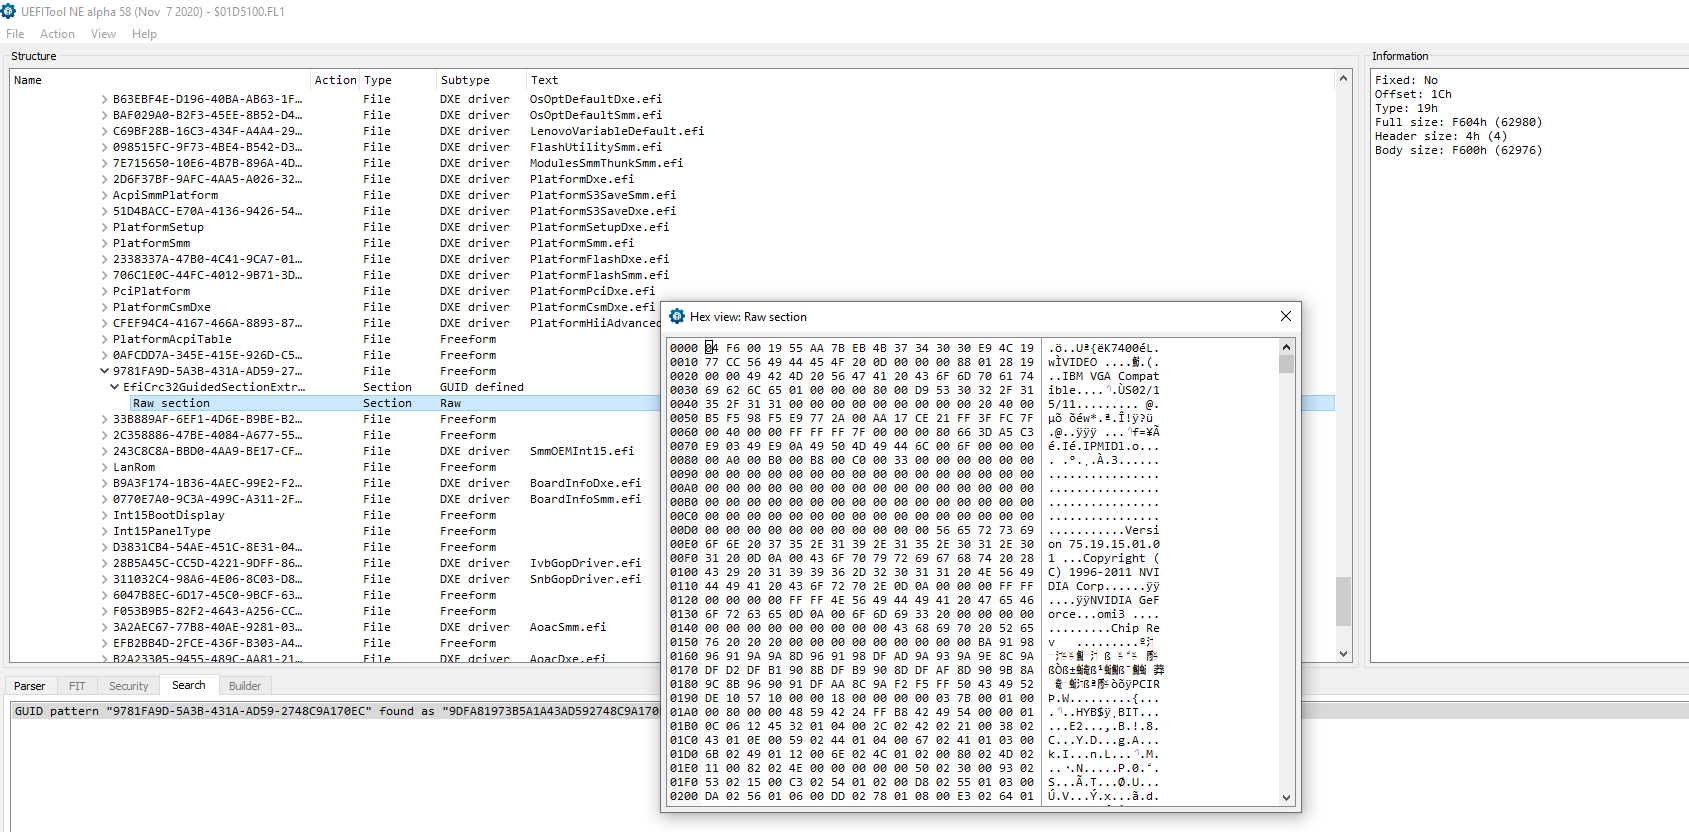 UEFITool NE alpha 58 (Nov  7 2020) - $01D5100.FL1
File Action View Help
Structure
Name Action Type Subtype Text
B63EBF4E-D196-40BA-AB63-1F… File DXE driver OsOptDefaultDxe.efi
BAF029A0-B2F3-45EE-8B52-D4… File DXE driver OsOptDefaultSmm.efi
C69BF28B-16C3-434F-A4A4-29… File DXE driver LenovoVariableDefault.efi
098515FC-9F73-4BE4-B542-D3… File DXE driver FlashUtilitySmm.efi
7E715650-10E6-4B7B-896A-4D… File DXE driver ModulesSmmThunkSmm.efi
2D6F37BF-9AFC-4AA5-A026-32… File DXE driver PlatformDxe.efi
AcpiSmmPlatform File DXE driver PlatformS3SaveSmm.efi
51D4BACC-E70A-4136-9426-54… File DXE driver PlatformS3SaveDxe.efi
PlatformSetup File DXE driver PlatformSetupDxe.efi
PlatformSmm File DXE driver PlatformSmm.efi
2338337A-47B0-4C41-9CA7-01… File DXE driver PlatformFlashDxe.efi
706C1E0C-44FC-4012-9B71-3D… File DXE driver PlatformFlashSmm.efi
PciPlatform File DXE driver PlatformPciDxe.efi
PlatformCsmDxe File DXE driver PlatformCsmDxe.efi
CFEF94C4-4167-466A-8893-87… File DXE driver PlatformHiiAdvanced
PlatformAcpiTable File Freeform
0AFCDD7A-345E-415E-926D-C5… File Freeform
9781FA9D-5A3B-431A-AD59-27… File Freeform
EfiCrc32GuidedSectionExtr… Section GUID defined
Raw section Section Raw
33B889AF-6EF1-4D6E-B9BE-B2… File Freeform
2C358886-47BE-4084-A677-55… File Freeform
243C8C8A-BBD0-4AA9-BE17-CF… File DXE driver SmmOEMInt15.efi
LanRom File Freeform
B9A3F174-1B36-4AEC-99E2-F2… File DXE driver BoardInfoDxe.efi
0770E7A0-9C3A-499C-A311-2F… File DXE driver BoardInfoSmm.efi
Int15BootDisplay File Freeform
Int15PanelType File Freeform
D3831CB4-54AE-451C-8E31-04… File Freeform
28B5A45C-CC5D-4221-9DFF-86… File DXE driver IvbGopDriver.efi
311032C4-98A6-4E06-8C03-D8… File DXE driver SnbGopDriver.efi
6047B8EC-6D17-45C0-9BCF-63… File Freeform
F053B9B5-82F2-4643-A256-CC… File Freeform
3A2AEC67-77B8-40AE-9281-03… File DXE driver AoacSmm.efi
EFB2BB4D-2FCE-436F-B303-A4… File Freeform
B2A23305-9455-489C-AA81-21… File DXE driver AoacDxe.efi
Information
Fixed: No
Offset: 1Ch
Type: 19h
Full size: F604h (62980)
Header size: 4h (4)
Body size: F600h (62976)
Hex view: Raw section
0000 04 F6 00 19 55 AA 7B EB 4B 37 34 30 30 E9 4C 19 .ö..Uª{ëK7400éL.
0010 77 CC 56 49 44 45 4F 20 0D 00 00 00 88 01 28 19 wÌVIDEO
0020 00 00 49 42 4D 20 56 47 41 20 43 6F 6D 70 61 74 ..IBM VGA Compat
0030 69 62 6C 65 01 00 00 00 80 00 D9 53 30 32 2F 31 ible.....ÙS02/1
0040 35 2F 31 31 00 00 00 00 00 00 00 00 00 20 40 00 5/11......... @.
0050 B5 F5 98 F5 E9 77 2A 00 AA 17 CE 21 FF 3F FC 7F µõ õéw*.ª.Î!ÿ?ü
0060 00 40 00 00 FF FF FF 7F 00 00 00 80 66 3D A5 C3 .@..ÿÿÿ f=¥Ã
0070 E9 03 49 E9 0A 49 50 4D 49 44 6C 00 6F 00 00 00 é.Ié.IPMIDl.o...
0080 00 A0 00 B0 00 B8 00 C0 00 33 00 00 00 00 00 00 . .°.¸.À.3......
0090 00 00 00 00 00 00 00 00 00 00 00 00 00 00 00 00 ................
00A0 00 00 00 00 00 00 00 00 00 00 00 00 00 00 00 00 ................
00B0 00 00 00 00 00 00 00 00 00 00 00 00 00 00 00 00 ................
00C0 00 00 00 00 00 00 00 00 00 00 00 00 00 00 00 00 ................
00D0 00 00 00 00 00 00 00 00 00 00 00 56 65 72 73 69 ...........Versi
00E0 6F 6E 20 37 35 2E 31 39 2E 31 35 2E 30 31 2E 30 on 75.19.15.01.0
00F0 31 20 0D 0A 00 43 6F 70 79 72 69 67 68 74 20 28 1 ...Copyright (
0100 43 29 20 31 39 39 36 2D 32 30 31 31 20 4E 56 49 C) 1996-2011 NVI
0110 44 49 41 20 43 6F 72 70 2E 0D 0A 00 00 00 FF FF DIA Corp......ÿÿ
0120 00 00 00 00 FF FF 4E 56 49 44 49 41 20 47 65 46 ....ÿÿNVIDIA GeF
0130 6F 72 63 65 0D 0A 00 6F 6D 69 33 20 00 00 00 00 orce...omi3 ....
0140 00 00 00 00 00 00 00 00 00 43 68 69 70 20 52 65 .........Chip Re
0150 76 20 20 20 00 00 00 00 00 00 00 00 00 BA 91 98 v
0160 96 91 9A 9A 8D 96 91 98 DF AD 9A 93 9A 9E 8C 9A
0170 DF D2 DF B1 90 8B DF B9 90 8D DF AF 8D 90 9B 8A
0180 9C 8B 96 90 91 DF AA 8C 9A F2 F5 FF 50 43 49 52 òõÿPCIR
0190 DE 10 57 10 00 00 18 00 00 00 00 03 7B 00 01 00 Þ.W.........{...
01A0 00 80 00 00 48 59 42 24 FF B8 42 49 54 00 00 01 ..HYB$ÿ¸BIT...
01B0 0C 06 12 45 32 01 04 00 2C 02 42 02 21 00 38 02 ...E2...,.B.!.8.
01C0 43 01 0E 00 59 02 44 01 04 00 67 02 41 01 03 00 C...Y.D...g.A...
01D0 6B 02 49 01 12 00 6E 02 4C 01 02 00 80 02 4D 02 k.I...n.L... .M.
01E0 11 00 82 02 4E 00 00 00 00 00 50 02 30 00 93 02 .N.....P.0.
01F0 53 02 15 00 C3 02 54 01 02 00 D8 02 55 01 03 00 S...Ã.T...Ø.U...
0200 DA 02 56 01 06 00 DD 02 78 01 08 00 E3 02 64 01 Ú.V...Ý.x...ã.d.
Parser FIT Security Search Builder
GUID pattern "9781FA9D-5A3B-431A-AD59-2748C9A170EC" found as "9DFA81973B5A1A43AD592748C9A170